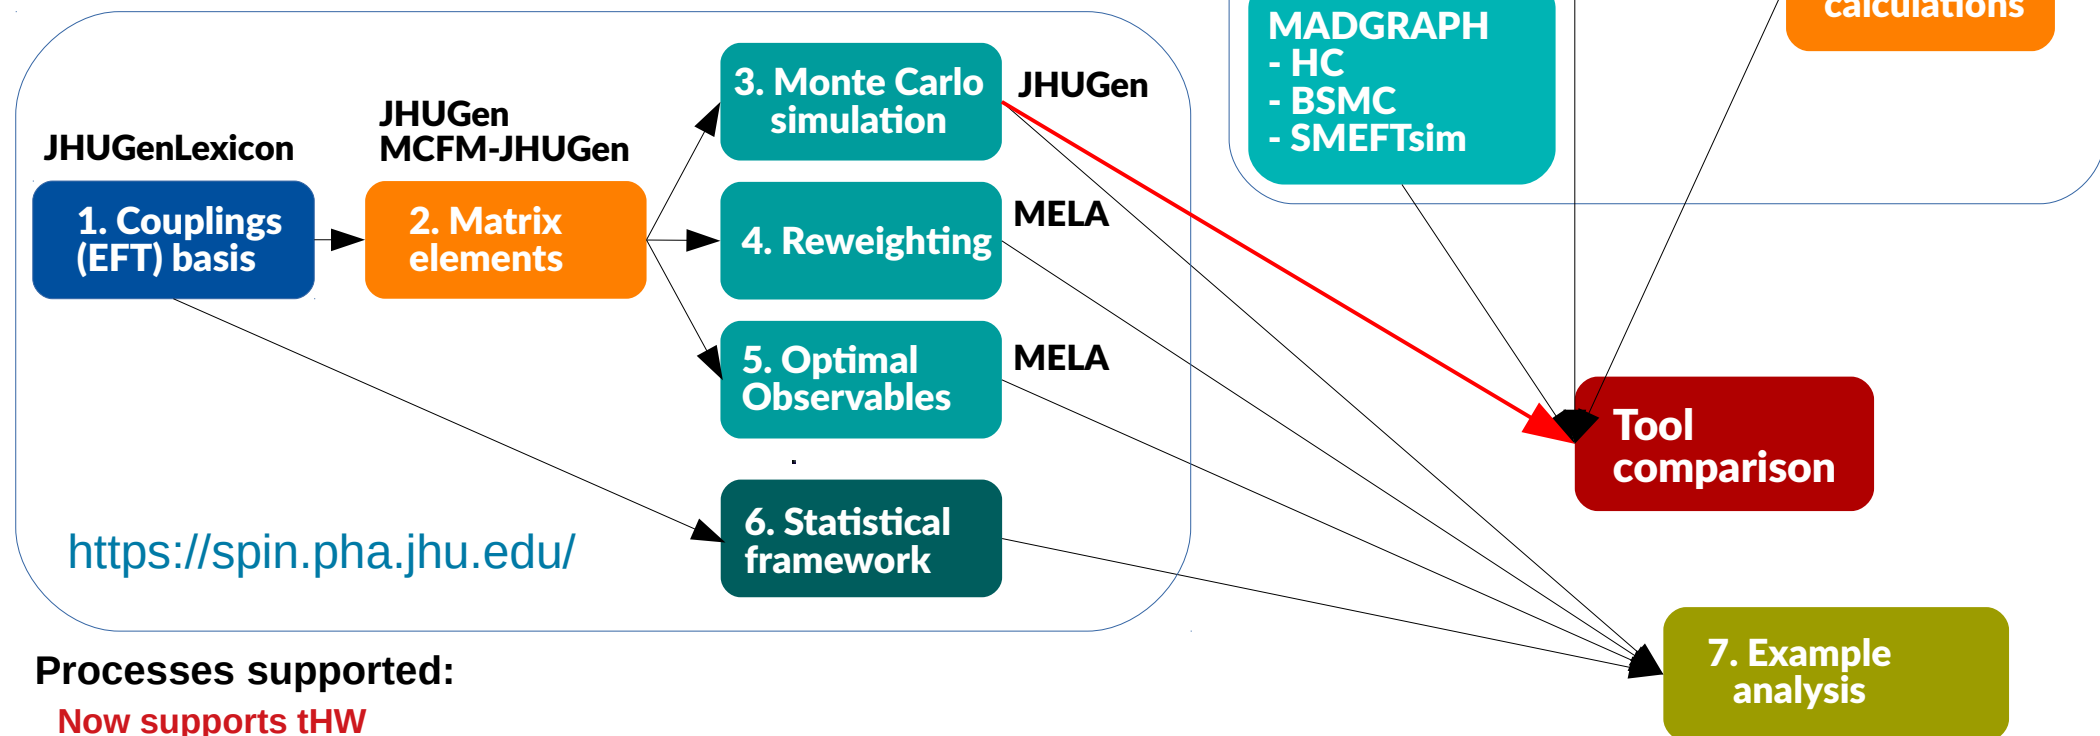 JHUGenLexicon
1. Couplings
(EFT) basis
JHUGen
MCFM-JHUGen
2. Matrix
elements
3. Monte Carlo
simulation
JHUGen
4. Reweighting
MELA
5. Optimal
Observables
MELA
6. Statistical
framework
https://spin.pha.jhu.edu/
MADGRAPH
- HC
- BSMC
- SMEFTsim
calculations
Tool
comparison
7. Example
analysis
Processes supported:
Now supports tHW